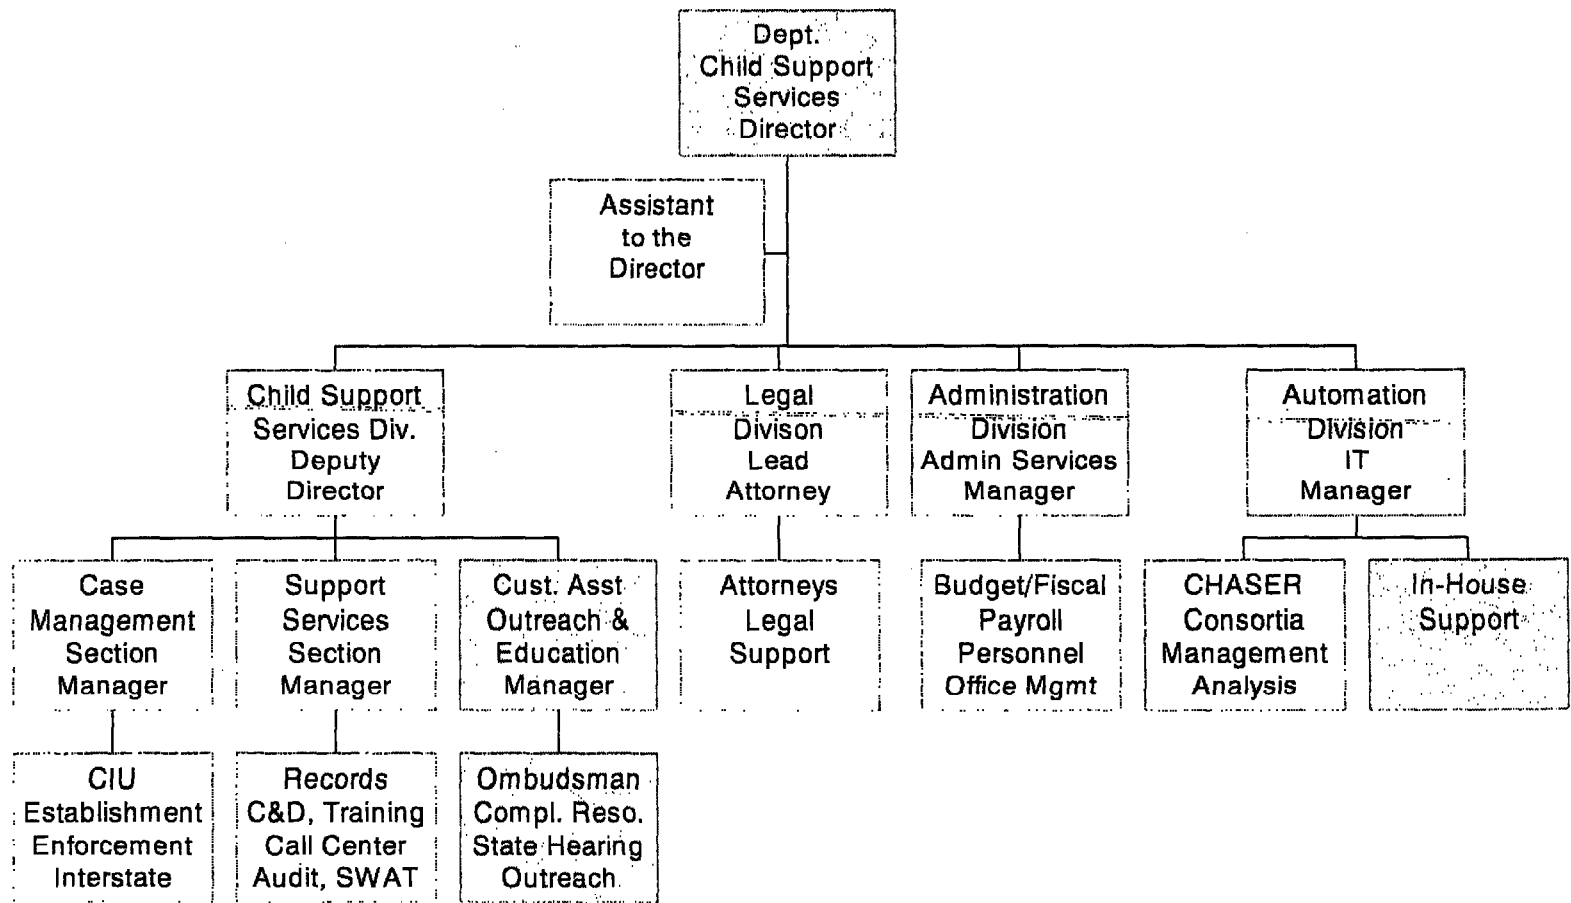 Dept.
Child Support
Services
Director
Assistant
to the
Director
Child Support
Services Div.
Deputy
Director
Legal
Divison
Lead
Attorney
Administration
Division
Admin Services
Manager
Automation
Division
IT
Manager
Case
Management
Section
Manager
Support
Services
Section
Manager
Cust. Asst
Outreach &
Education
Manager
Attorneys
Legal
Support
Budget/Fiscal
Payroll
Personnel
Office Mgmt
CHASER
Consortia
Management
Analysis
In-House
Support
CIU
Establishment
Enforcement
Interstate
Records
C&D, Training
Call Center
Audit, SWAT
Ombudsman
Compl. Reso.
State Hearing
Outreach